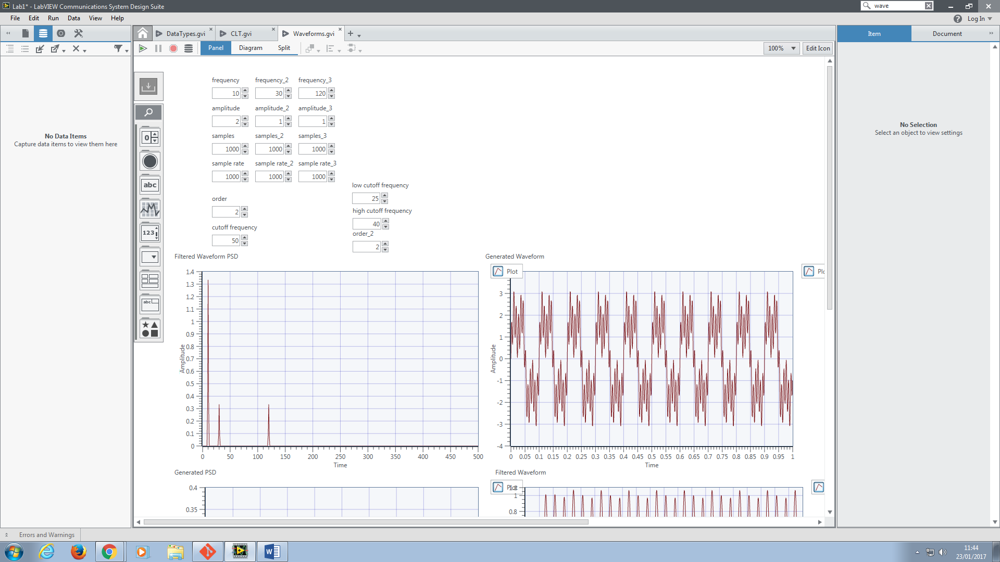 Lab1* - LabVIEW Communications System Design Suite
wave
File Edit Run Data View Help
Log In
DataTypes.gvi
CLT.gvi
Waveforms.gvi
Item
Document
Panel
Diagram
Split
100%
Edit Icon
No Data Items
Capture data items to view them here
No Selection
Select an object to view settings
frequency frequency_2 frequency_3
10 30 120
amplitude amplitude_2 amplitude_3
2 1 1
samples samples_2 samples_3
1000 1000 1000
sample rate sample rate_2 sample rate_3
1000 1000 1000
order
2
cutoff frequency
50
low cutoff frequency
25
high cutoff frequency
40
order_2
2
0
abc
123
abc
Filtered Waveform PSD
1.4
1.3
1.2
1.1
1
0.9
0.8
0.7
0.6
0.5
0.4
0.3
0.2
0.1
0
Amplitude
0 50 100 150 200 250 300 350 400 450 500
Time
Generated Waveform
Plot
3
2
1
0
-1
-2
-3
-4
Amplitude
0 0.05 0.1 0.15 0.2 0.25 0.3 0.35 0.4 0.45 0.5 0.55 0.6 0.65 0.7 0.75 0.8 0.85 0.9 0.95 1
Time
Generated PSD
0.4
0.35
Filtered Waveform
Plot
1
0.8
Errors and Warnings
11:44
23/01/2017